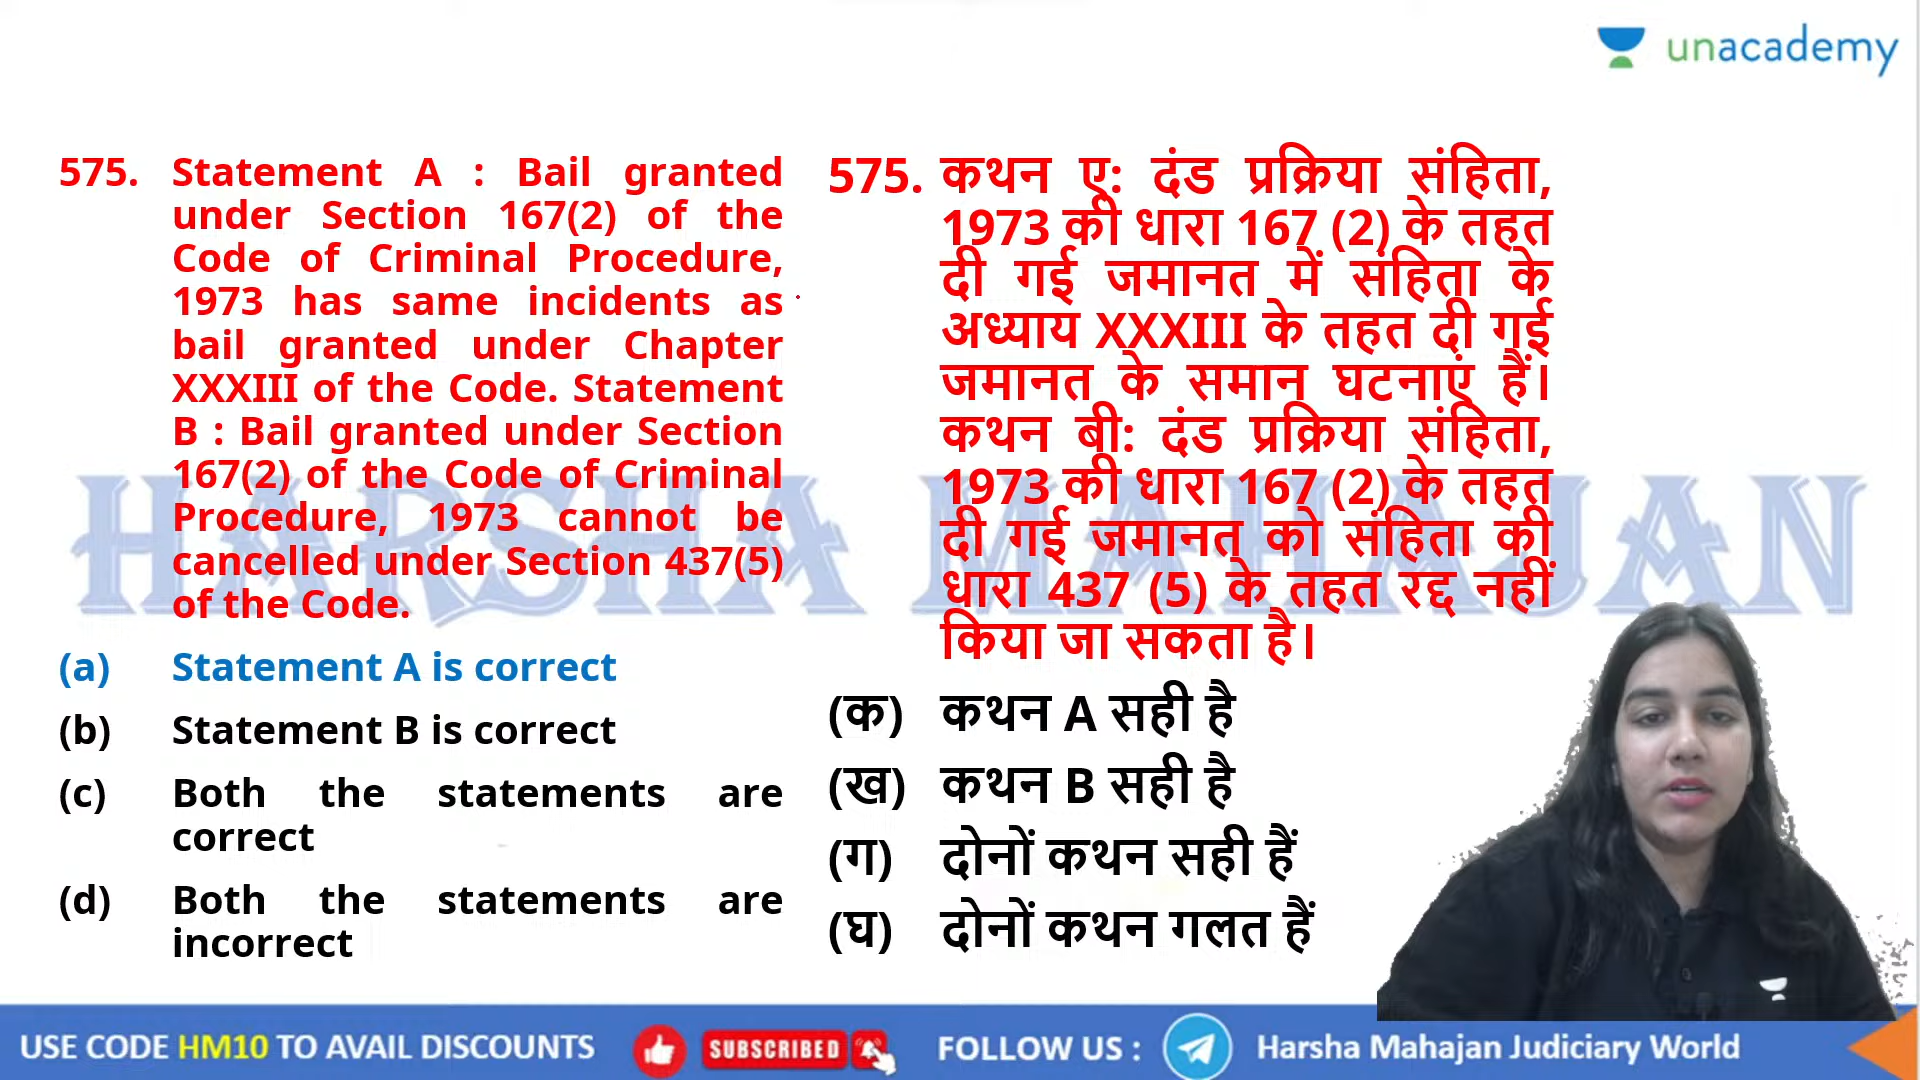 unacademy
575. Statement A : Bail granted
under Section 167(2) of the
Code of Criminal Procedure,
1973 has same incidents as
bail granted under Chapter
XXXIII of the Code. Statement
B : Bail granted under Section
167(2) of the Code of Criminal
Procedure, 1973 cannot be
cancelled under Section 437(5)
of the Code.
(a) Statement A is correct
(b) Statement B is correct
(c) Both the statements are
correct
(d) Both the statements are
incorrect
575. कथन ए: दंड प्रक्रिया संहिता,
1973 की धारा 167 (2) के तहत
दी गई जमानत में संहिता के
अध्याय XXXIII के तहत दी गई
जमानत के समान घटनाएं हैं।
कथन बी: दंड प्रक्रिया संहिता,
1973 की धारा 167 (2) के तहत
दी गई जमानत को संहिता की
धारा 437 (5) के तहत रद्द नहीं
किया जा सकता है।
(क) कथन A सही है
(ख) कथन B सही है
(ग) दोनों कथन सही हैं
(घ) दोनों कथन गलत हैं
HARSHA MAHAJAN
USE CODE HM10 TO AVAIL DISCOUNTS
SUBSCRIBED
FOLLOW US :
Harsha Mahajan Judiciary World